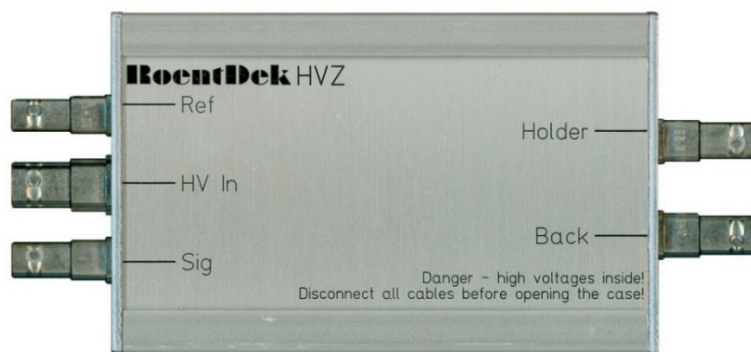 RoentDek HVZ
Ref
Holder
HV In
Back
Sig
Danger - high voltages inside!
Disconnect all cables before opening the case!